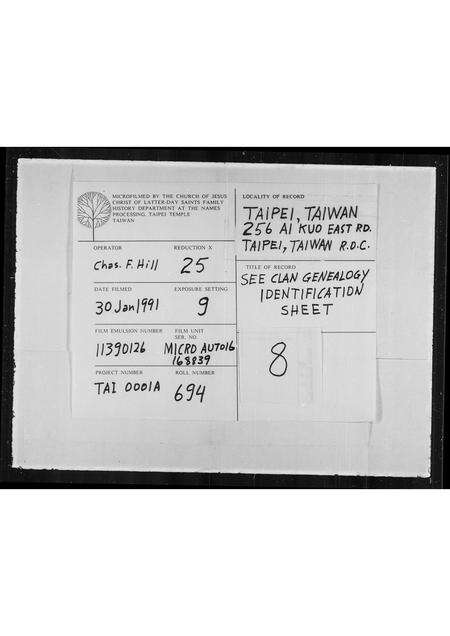 MICROFILMED BY THE CHURCH OF JESUS
CHRIST OF LATTER-DAY SAINTS FAMILY
HISTORY DEPARTMENT AT THE NAMES
PROCESSING, TAIPEI TEMPLE
TAIWAN
OPERATOR
Chas. F. Hill
REDUCTION X
25
DATE FILMED
30 Jan 1991
EXPOSURE SETTING
9
FILM EMULSION NUMBER
11390126
FILM UNIT
SER. NO.
MICRO AUTO16
168839
PROJECT NUMBER
TAI 0001A
ROLL NUMBER
694
LOCALITY OF RECORD
TAIPEI, TAIWAN
256 AI KUO EAST RD.
TAIPEI, TAIWAN R.O.C.
TITLE OF RECORD
SEE CLAN GENEALOGY
IDENTIFICATION
SHEET
8